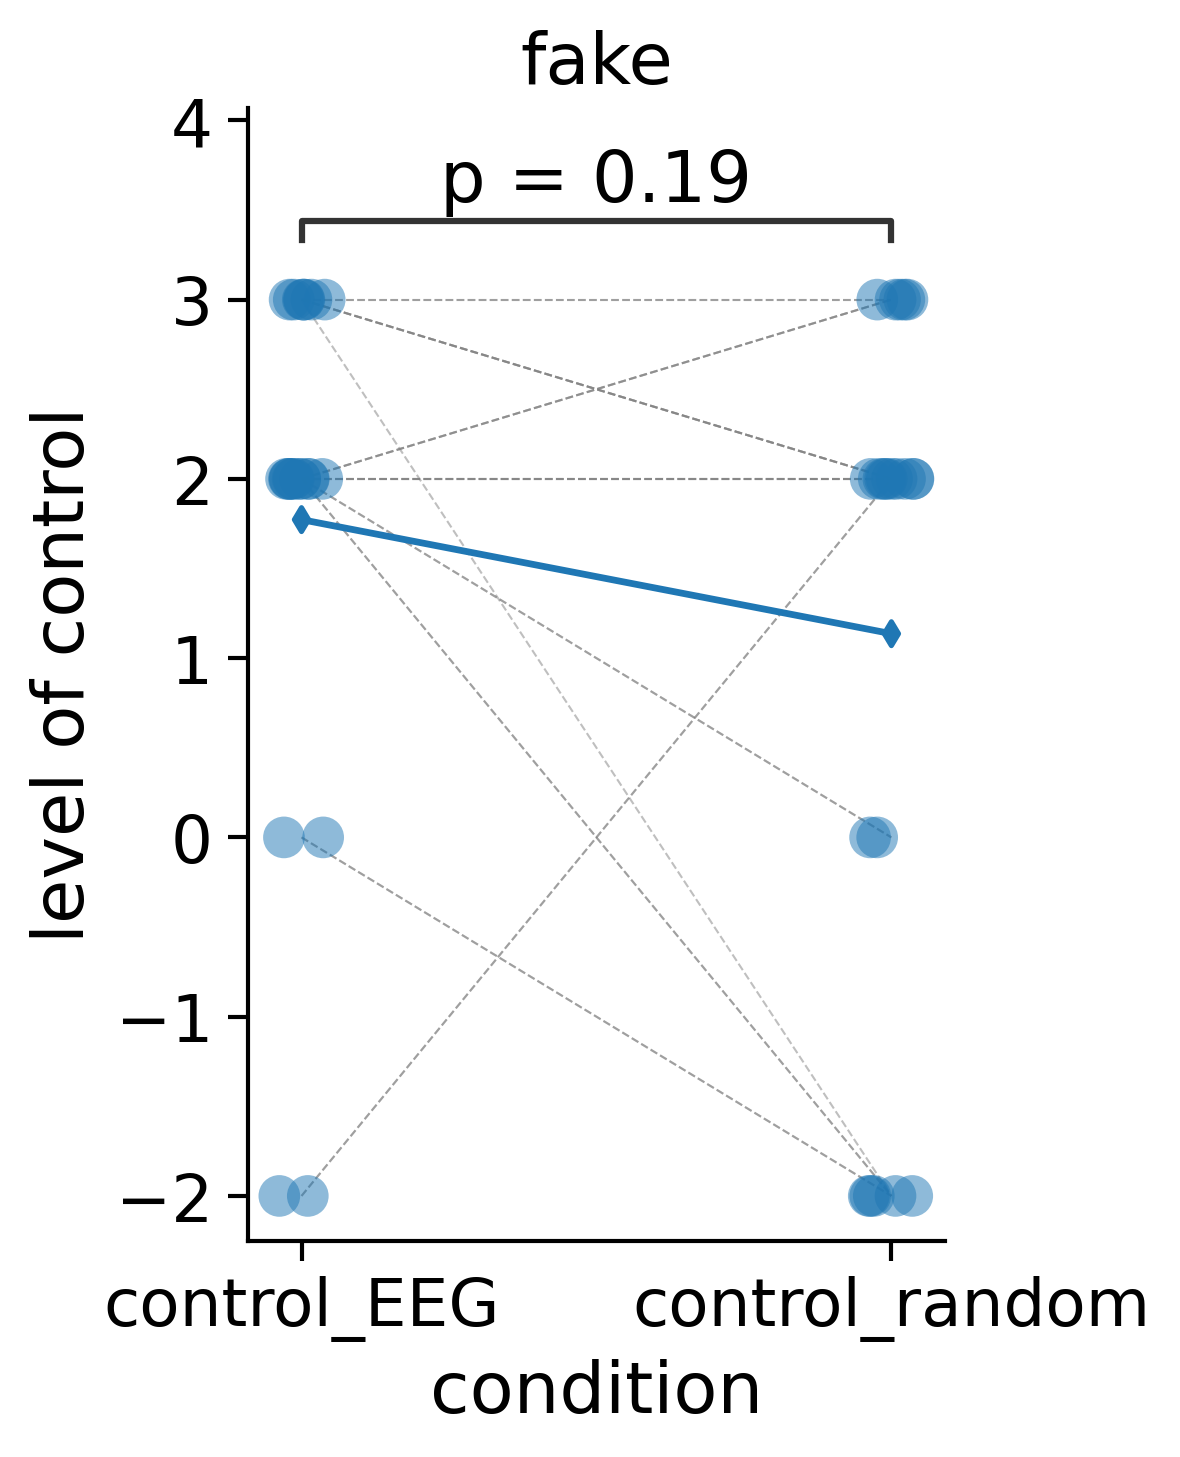 fake
p = 0.19
4
3
2
1
0
−1
−2
level of control
control_EEG
control_random
condition